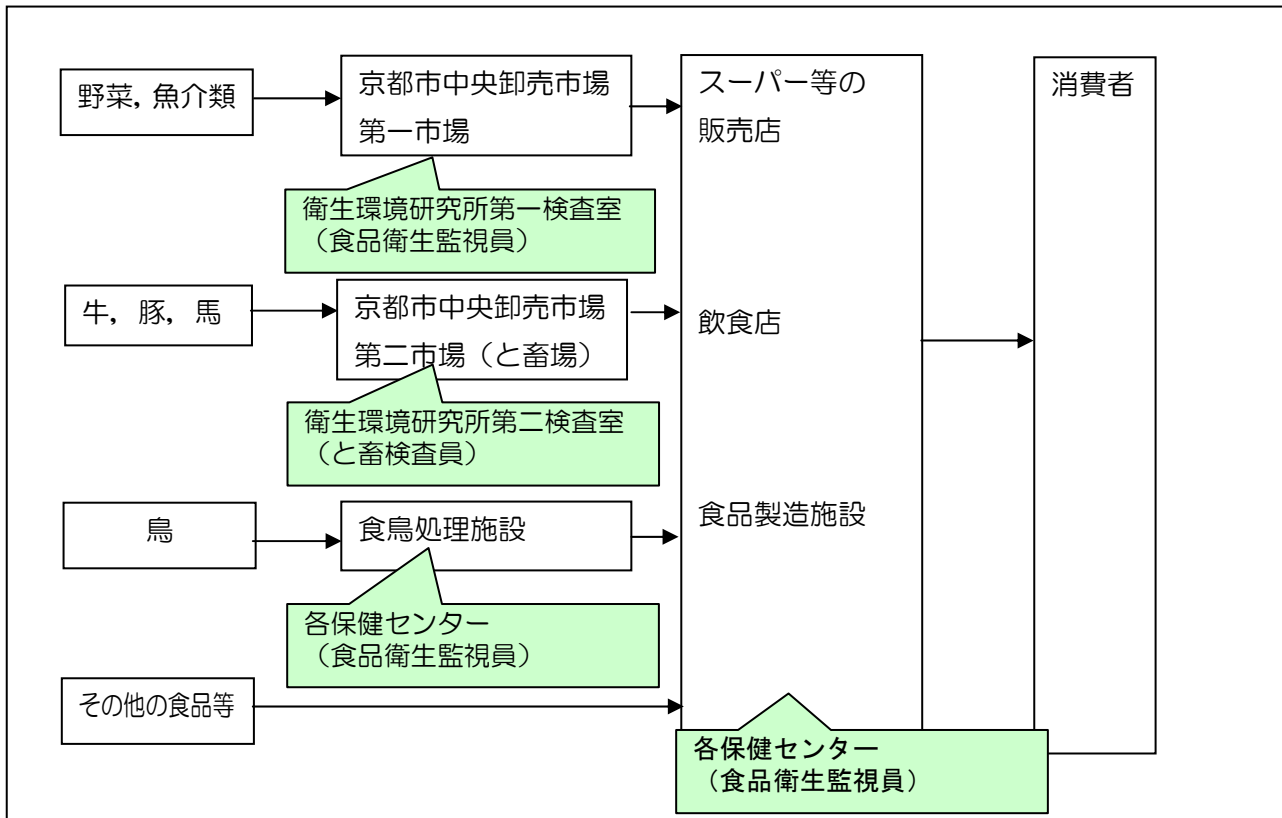 野菜，魚介類
京都市中央卸売市場
第一市場
衛生環境研究所第一検査室
（食品衛生監視員）
牛，豚，馬
京都市中央卸売市場
第二市場（と畜場）
衛生環境研究所第二検査室
（と畜検査員）
鳥
食鳥処理施設
各保健センター
（食品衛生監視員）
その他の食品等
スーパー等の
販売店
飲食店
食品製造施設
各保健センター
（食品衛生監視員）
消費者